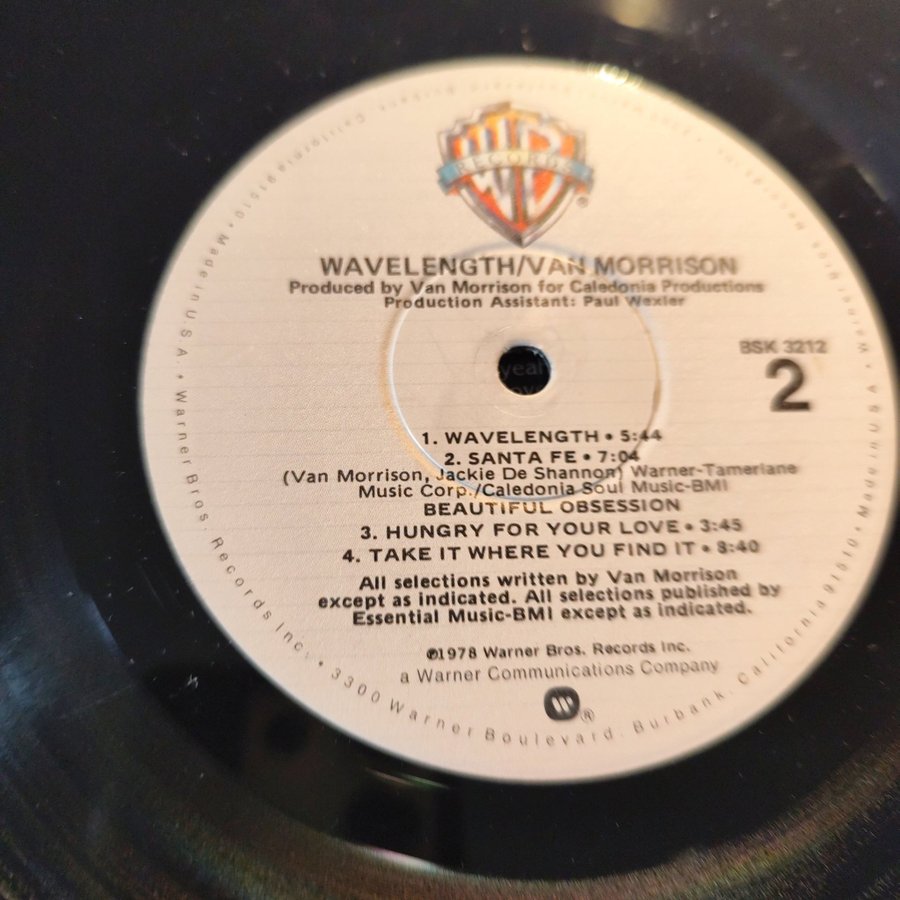 WB
RECORDS
®
WAVELENGTH/VAN MORRISON
Produced by Van Morrison for Caledonia Productions
Production Assistant: Paul Wexler
BSK 3212
2
year
1. WAVELENGTH • 5:44
2. SANTA FE • 7:04
(Van Morrison, Jackie De Shannon) Warner-Tamerlane
Music Corp./Caledonia Soul Music-BMI
BEAUTIFUL OBSESSION
3. HUNGRY FOR YOUR LOVE • 3:45
4. TAKE IT WHERE YOU FIND IT • 8:40
All selections written by Van Morrison
except as indicated. All selections published by
Essential Music-BMI except as indicated.
℗1978 Warner Bros. Records Inc.
a Warner Communications Company
W®
Made in U.S.A. • Warner Bros. Records Inc. • 3300 Warner Boulevard, Burbank, California 91510 • Made in U.S.A.